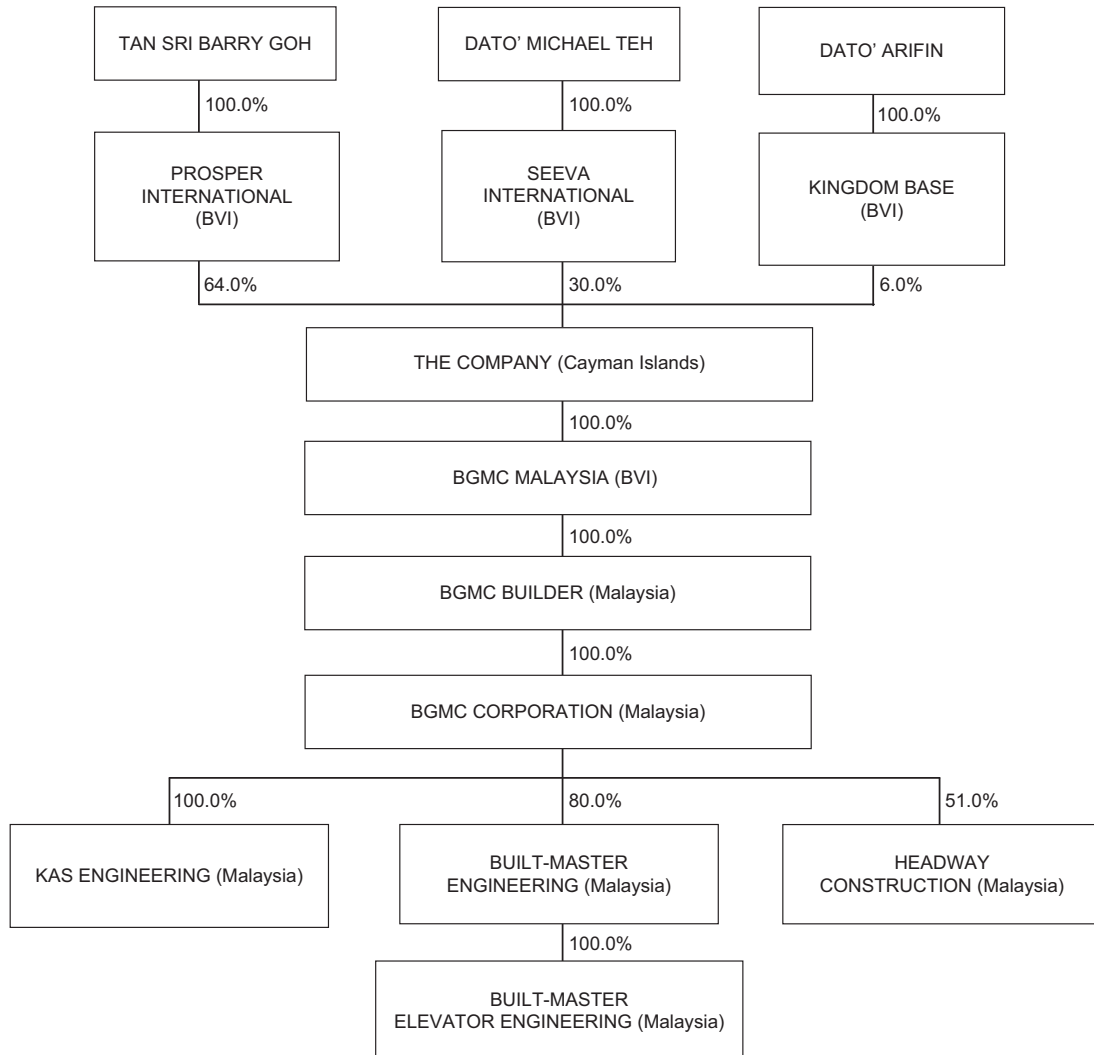 TAN SRI BARRY GOH
DATO’ MICHAEL TEH
DATO’ ARIFIN
100.0%
100.0%
100.0%
PROSPER
INTERNATIONAL
(BVI)
SEEVA
INTERNATIONAL
(BVI)
KINGDOM BASE
(BVI)
64.0%
30.0%
6.0%
THE COMPANY (Cayman Islands)
100.0%
BGMC MALAYSIA (BVI)
100.0%
BGMC BUILDER (Malaysia)
100.0%
BGMC CORPORATION (Malaysia)
100.0%
80.0%
51.0%
KAS ENGINEERING (Malaysia)
BUILT-MASTER
ENGINEERING (Malaysia)
HEADWAY
CONSTRUCTION (Malaysia)
100.0%
BUILT-MASTER
ELEVATOR ENGINEERING (Malaysia)